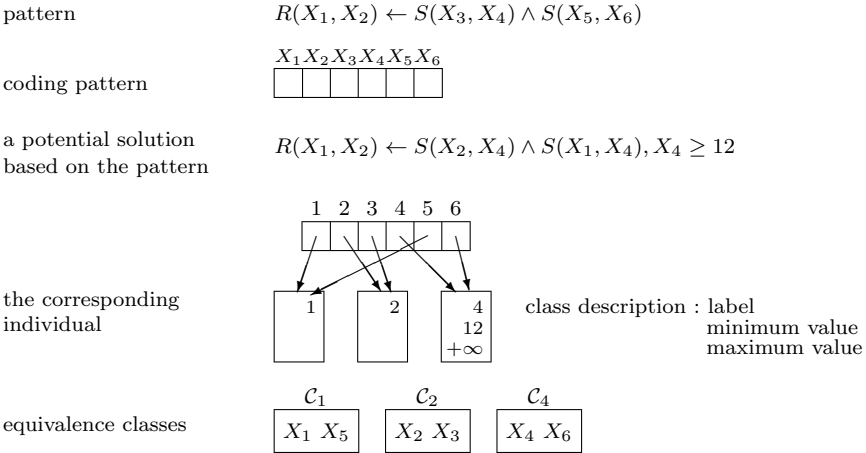 pattern R(X₁, X₂) ← S(X₃, X₄) ∧ S(X₅, X₆)
X₁ X₂ X₃ X₄ X₅ X₆
coding pattern
a potential solution
based on the pattern
R(X₁, X₂) ← S(X₂, X₄) ∧ S(X₁, X₄), X₄ ≥ 12
1 2 3 4 5 6
the corresponding
individual
1
2
4
12
+∞
class description : label
minimum value
maximum value
𝒞₁ 𝒞₂ 𝒞₄
equivalence classes X₁ X₅ X₂ X₃ X₄ X₆